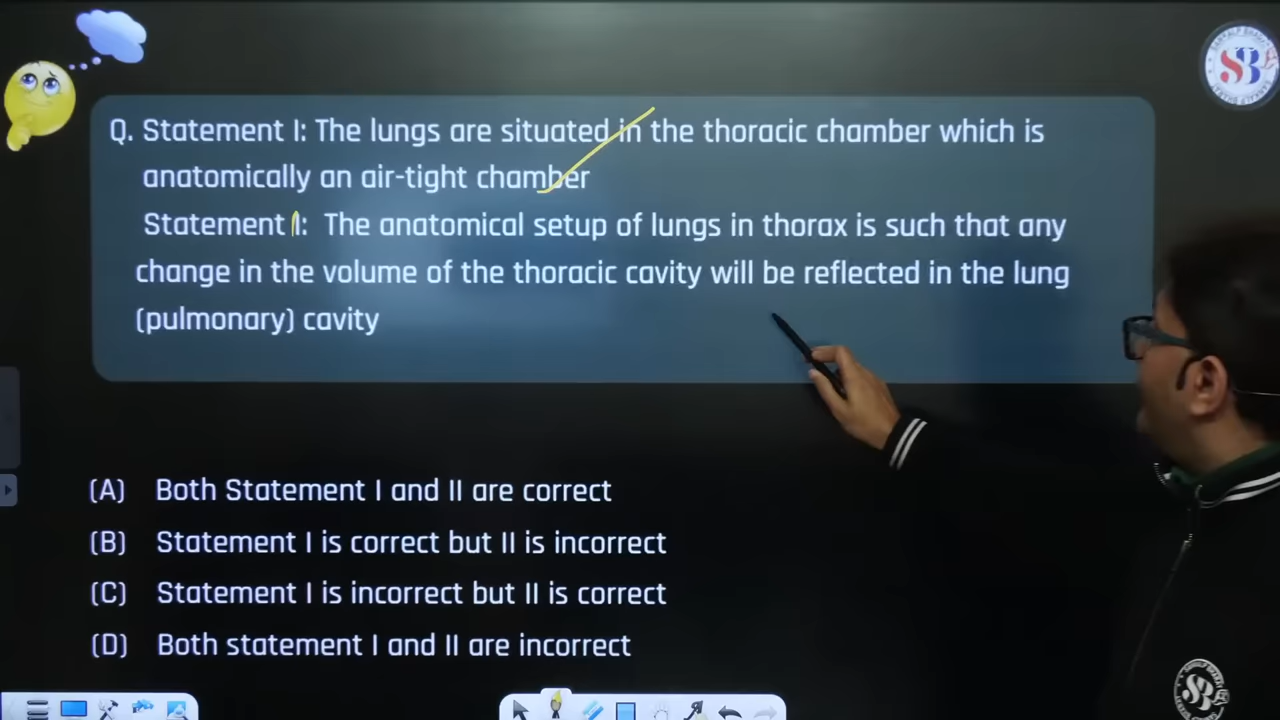 Q. Statement I: The lungs are situated in the thoracic chamber which is
anatomically an air-tight chamber
Statement I: The anatomical setup of lungs in thorax is such that any
change in the volume of the thoracic cavity will be reflected in the lung
(pulmonary) cavity
(A) Both Statement I and II are correct
(B) Statement I is correct but II is incorrect
(C) Statement I is incorrect but II is correct
(D) Both statement I and II are incorrect
SB
SB